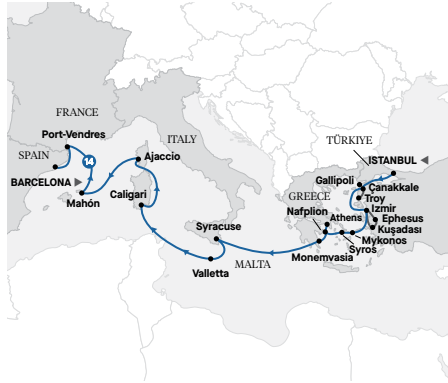 FRANCE
Port-Vendres
SPAIN
14
BARCELONA
Mahón
Ajaccio
ITALY
Caligari
Syracuse
Valletta
MALTA
TÜRKIYE
ISTANBUL
Gallipoli
Çanakkale
Troy
GREECE
Izmir
Nafplion
Athens
Ephesus
Kuşadası
Mykonos
Syros
Monemvasia